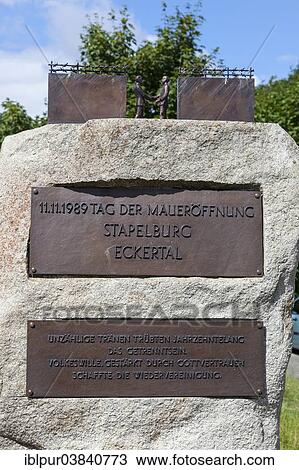 11.11.1989 TAG DER MAUERÖFFNUNG
STAPELBURG
ECKERTAL
FOTOSEARCH
UNZÄHLIGE TRÄNEN TRÜBTEN JAHRZEHNTELANG
DAS GETRENNTSEIN.
VOLKESWILLE, GESTÄRKT DURCH GOTTVERTRAUEN
SCHAFFTE DIE WIEDERVEREINIGUNG.
iblpur03840773 www.fotosearch.com